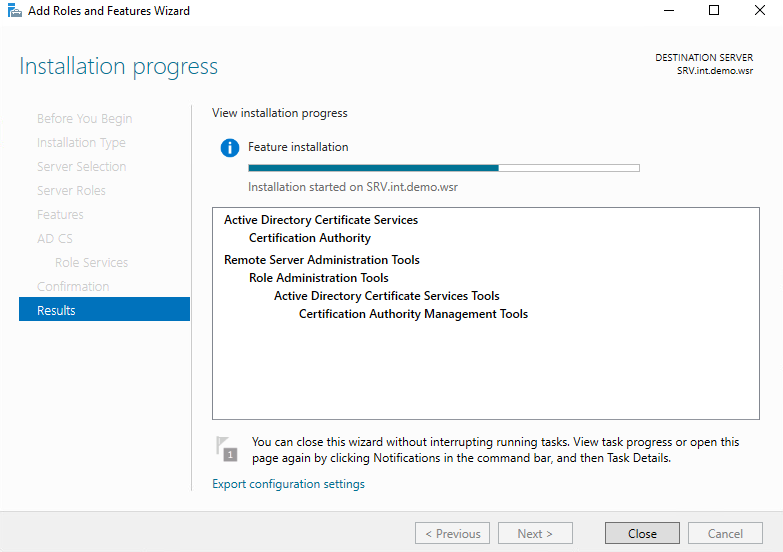 Add Roles and Features Wizard
Installation progress
DESTINATION SERVER
SRV.int.demo.wsr
Before You Begin
Installation Type
Server Selection
Server Roles
Features
AD CS
Role Services
Confirmation
Results
View installation progress
Feature installation
Installation started on SRV.int.demo.wsr
Active Directory Certificate Services
Certification Authority
Remote Server Administration Tools
Role Administration Tools
Active Directory Certificate Services Tools
Certification Authority Management Tools
1
You can close this wizard without interrupting running tasks. View task progress or open this
page again by clicking Notifications in the command bar, and then Task Details.
Export configuration settings
< Previous
Next >
Close
Cancel